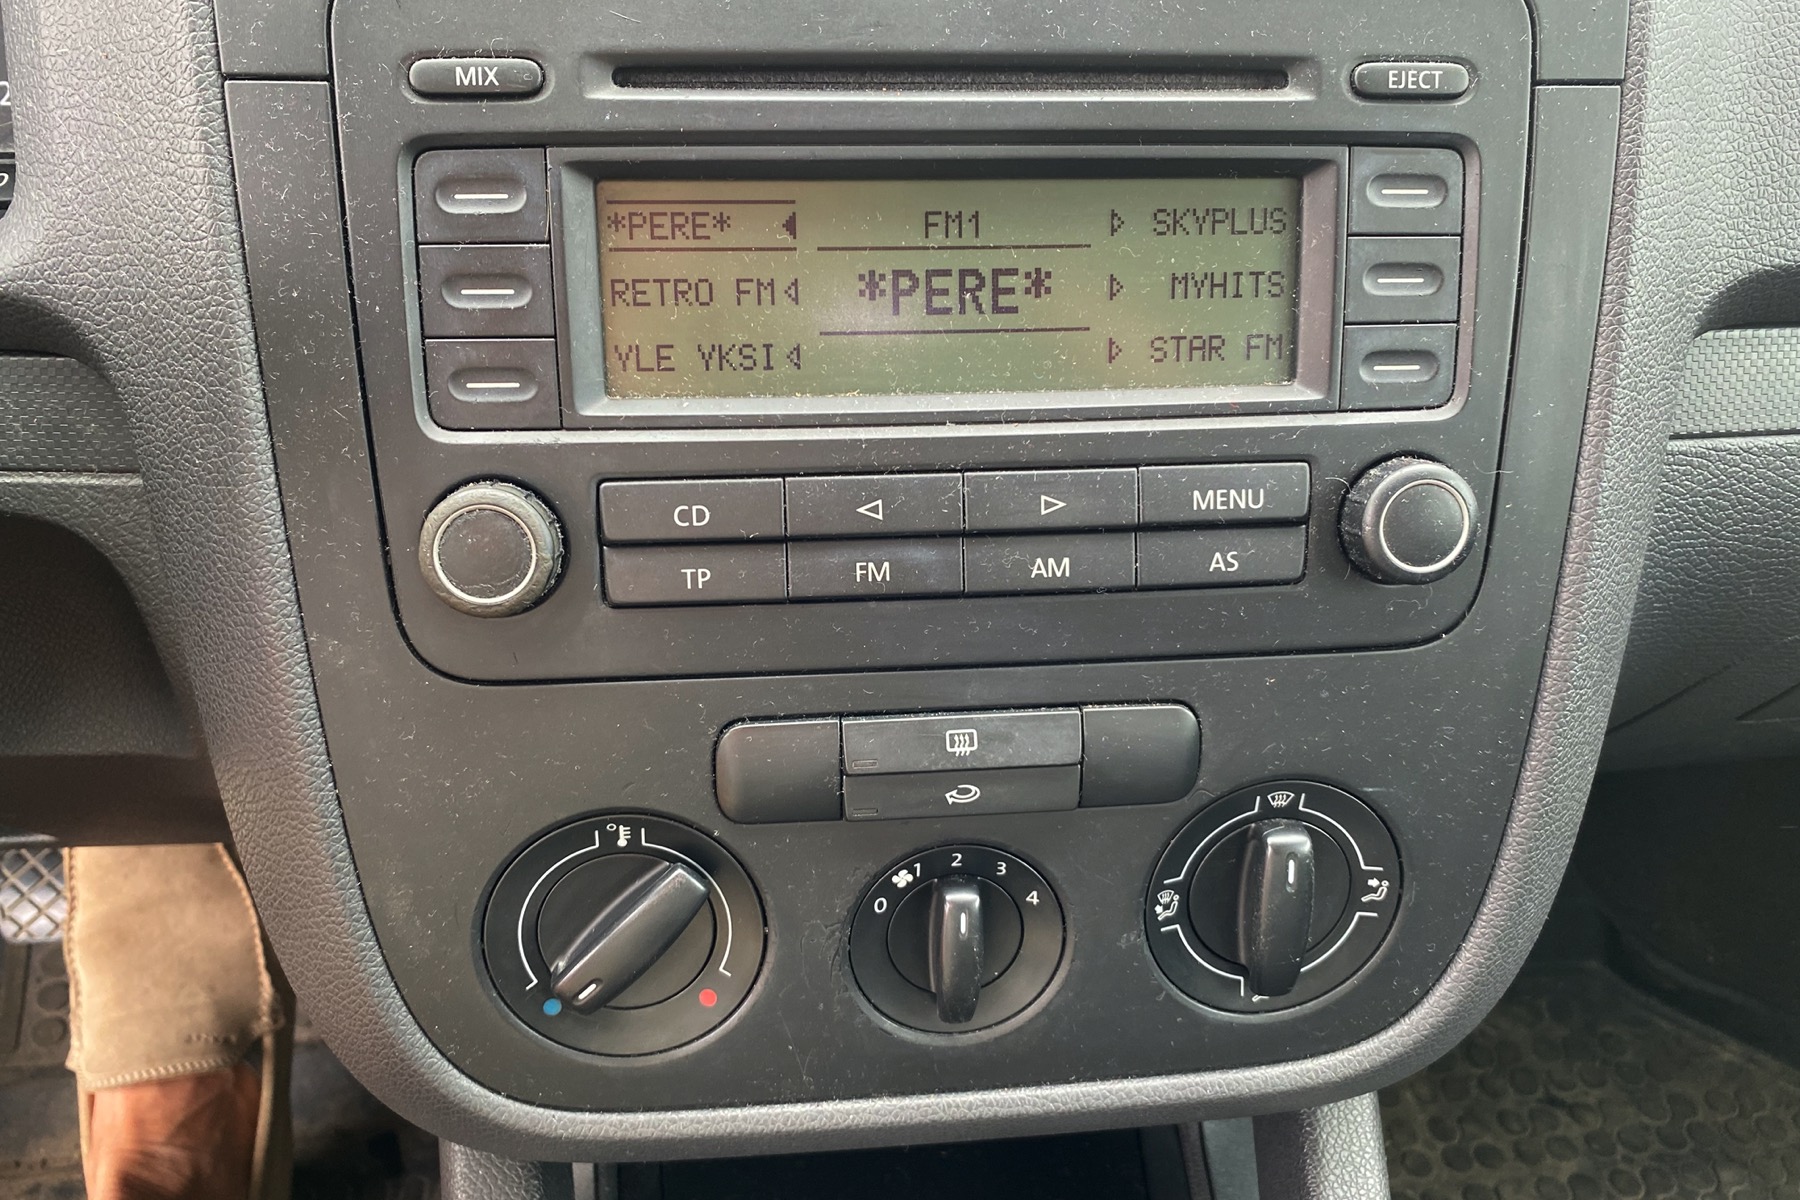 MIX
EJECT
*PERE*
FM1
SKYPLUS
RETRO FM
*PERE*
MYHITS
YLE YKSI
STAR FM
CD
MENU
TP
FM
AM
AS
0
1
2
3
4